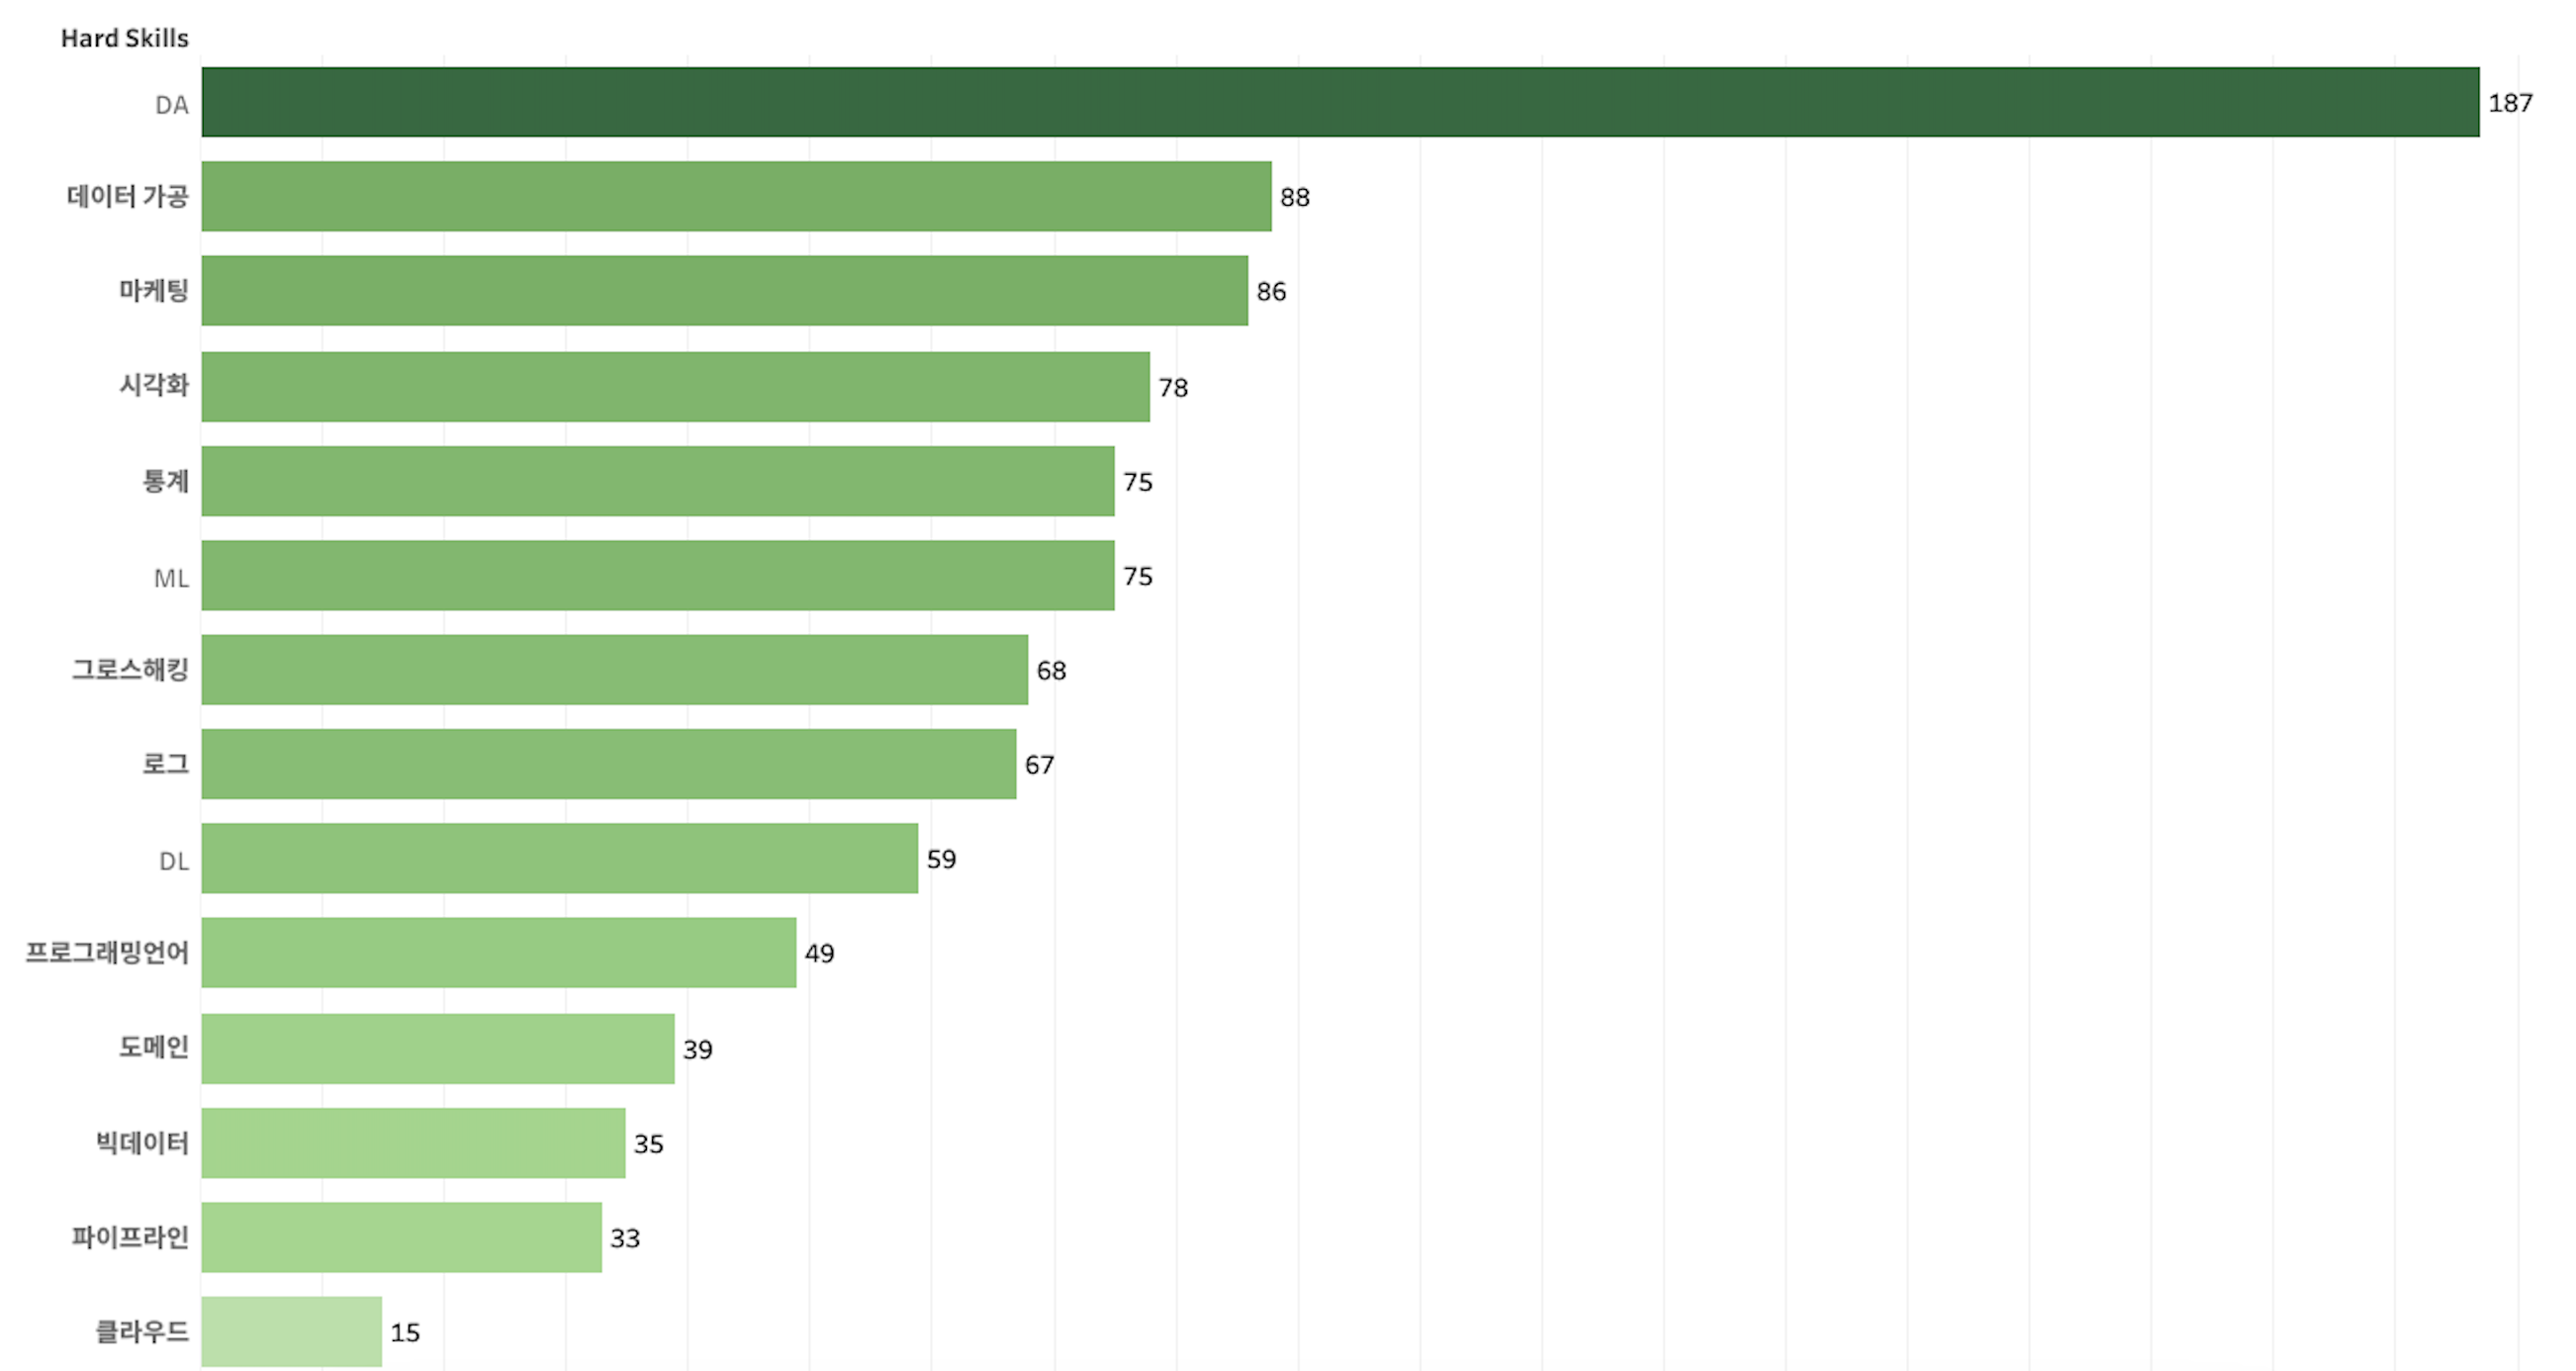 Hard Skills
DA 187
데이터 가공 88
마케팅 86
시각화 78
통계 75
ML 75
그로스해킹 68
로그 67
DL 59
프로그래밍언어 49
도메인 39
빅데이터 35
파이프라인 33
클라우드 15